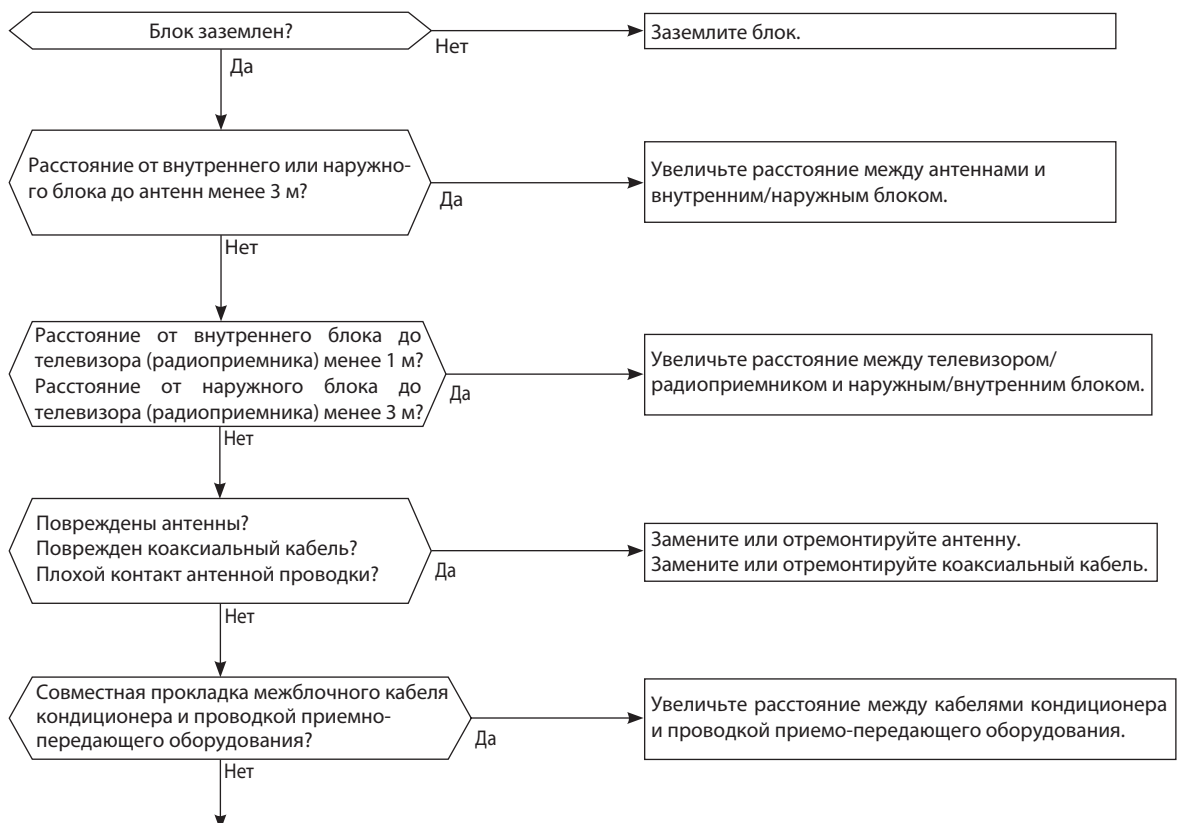 Блок заземлен?
Нет
Заземлите блок.
Да
Расстояние от внутреннего или наружно-
го блока до антенн менее 3 м?
Да
Увеличьте расстояние между антеннами и
внутренним/наружным блоком.
Нет
Расстояние от внутреннего блока до
телевизора (радиоприемника) менее 1 м?
Расстояние от наружного блока до
телевизора (радиоприемника) менее 3 м?
Да
Увеличьте расстояние между телевизором/
радиоприемником и наружным/внутренним блоком.
Нет
Повреждены антенны?
Поврежден коаксиальный кабель?
Плохой контакт антенной проводки?
Да
Замените или отремонтируйте антенну.
Замените или отремонтируйте коаксиальный кабель.
Нет
Совместная прокладка межблочного кабеля
кондиционера и проводкой приемно-
передающего оборудования?
Да
Увеличьте расстояние между кабелями кондиционера
и проводкой приемо-передающего оборудования.
Нет